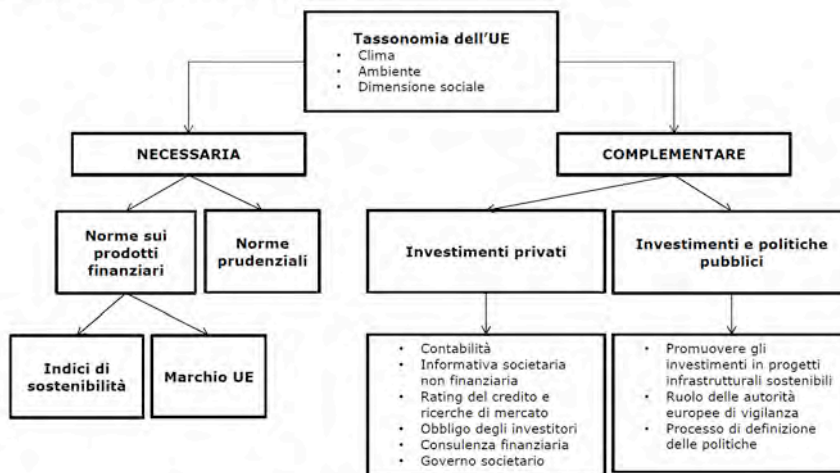 Tassonomia dell'UE
• Clima
• Ambiente
• Dimensione sociale
NECESSARIA
COMPLEMENTARE
Norme sui
prodotti
finanziari
Norme
prudenziali
Investimenti privati
Investimenti e politiche
pubblici
Indici di
sostenibilità
Marchio UE
• Contabilità
• Informativa societaria
non finanziaria
• Rating del credito e
ricerche di mercato
• Obbligo degli investitori
• Consulenza finanziaria
• Governo societario
• Promuovere gli
investimenti in progetti
infrastrutturali sostenibili
• Ruolo delle autorità
europee di vigilanza
• Processo di definizione
delle politiche